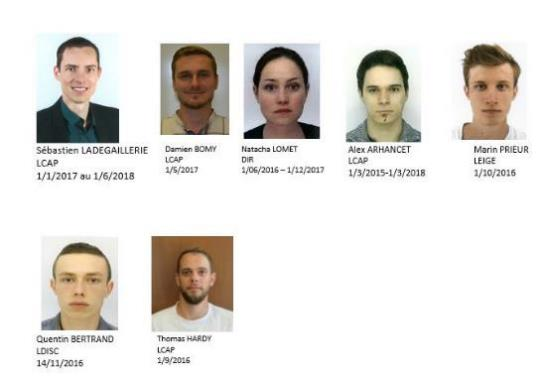 Sébastien LADEGAILLERIE
LCAP
1/1/2017 au 1/6/2018
Damien BOMY
LCAP
1/5/2017
Natacha LOMET
DIR
1/06/2016 – 1/12/2017
Alex ARHANCET
LCAP
1/3/2015-1/3/2018
Marin PRIEUR
LEIGE
1/10/2016
Quentin BERTRAND
LDISC
14/11/2016
Thomas HARDY
LCAP
1/9/2016